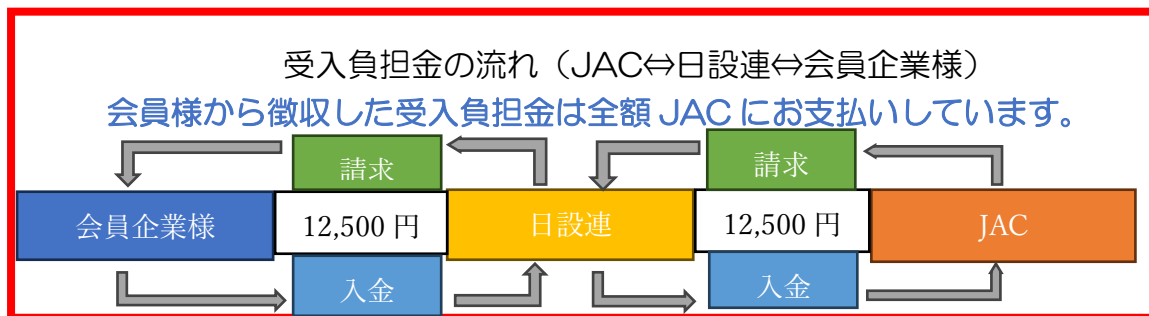 受入負担金の流れ（JAC⇔日設連⇔会員企業様）
会員様から徴収した受入負担金は全額 JAC にお支払いしています。
請求
請求
会員企業様
12,500 円
日設連
12,500 円
JAC
入金
入金